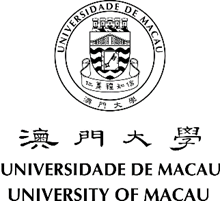 UNIVERSIDADE DE MACAU
仁義禮知信
澳門大學
澳門大學
UNIVERSIDADE DE MACAU
UNIVERSITY OF MACAU